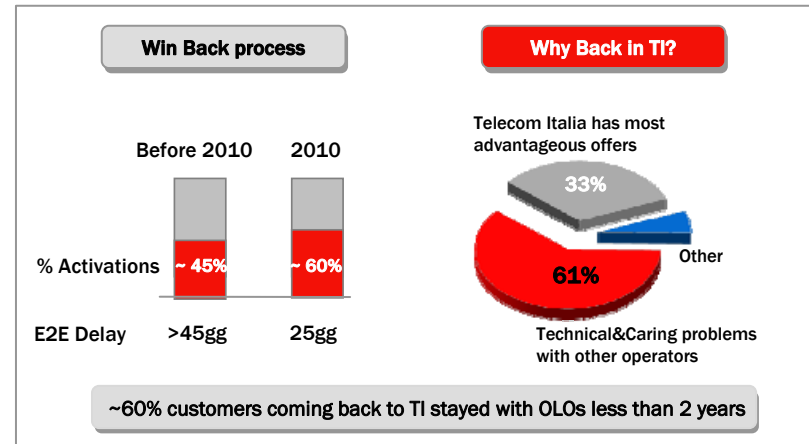 Win Back process
Why Back in TI?
Before 2010
2010
% Activations
~ 45%
~ 60%
E2E Delay
>45gg
25gg
Telecom Italia has most
advantageous offers
33%
Other
61%
Technical&Caring problems
with other operators
~60% customers coming back to TI stayed with OLOs less than 2 years